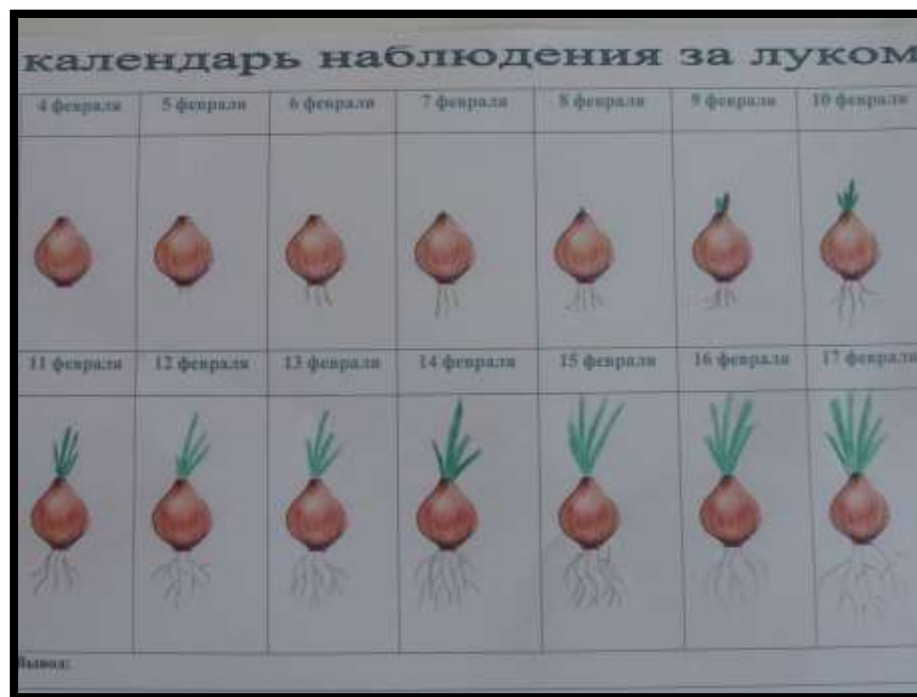 календарь наблюдения за луком
4 февраля 5 февраля 6 февраля 7 февраля 8 февраля 9 февраля 10 февраля
11 февраля 12 февраля 13 февраля 14 февраля 15 февраля 16 февраля 17 февраля
Вывод: